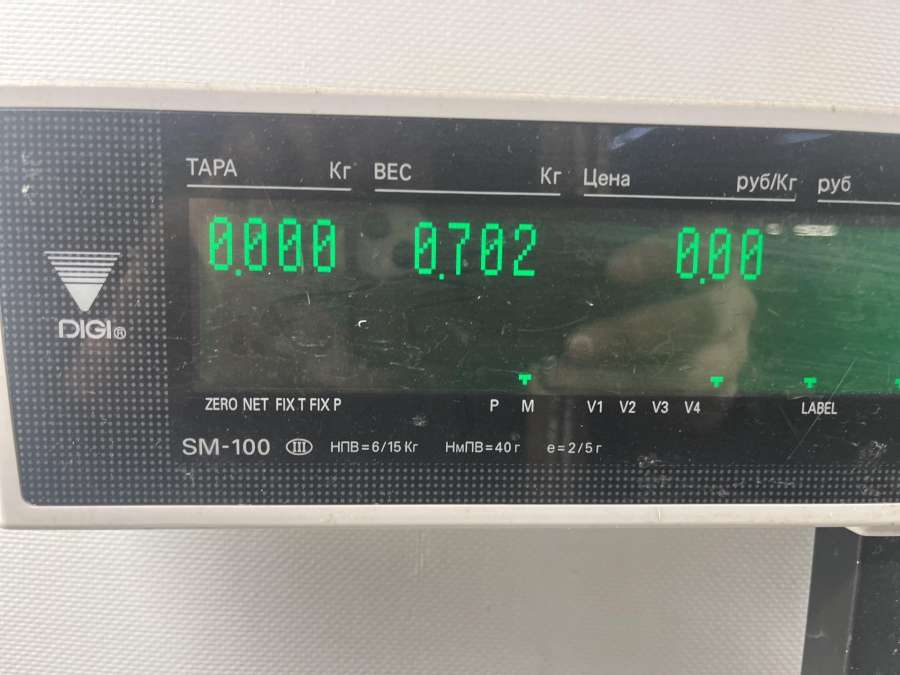 ТАРА Кг ВЕС Кг Цена руб/Кг руб
0.000 0.702 0.00
DIGI®
ZERO NET FIX T FIX P P M V1 V2 V3 V4 LABEL
SM-100 III НПВ=6/15 Кг НмПВ=40 г е=2/5 г